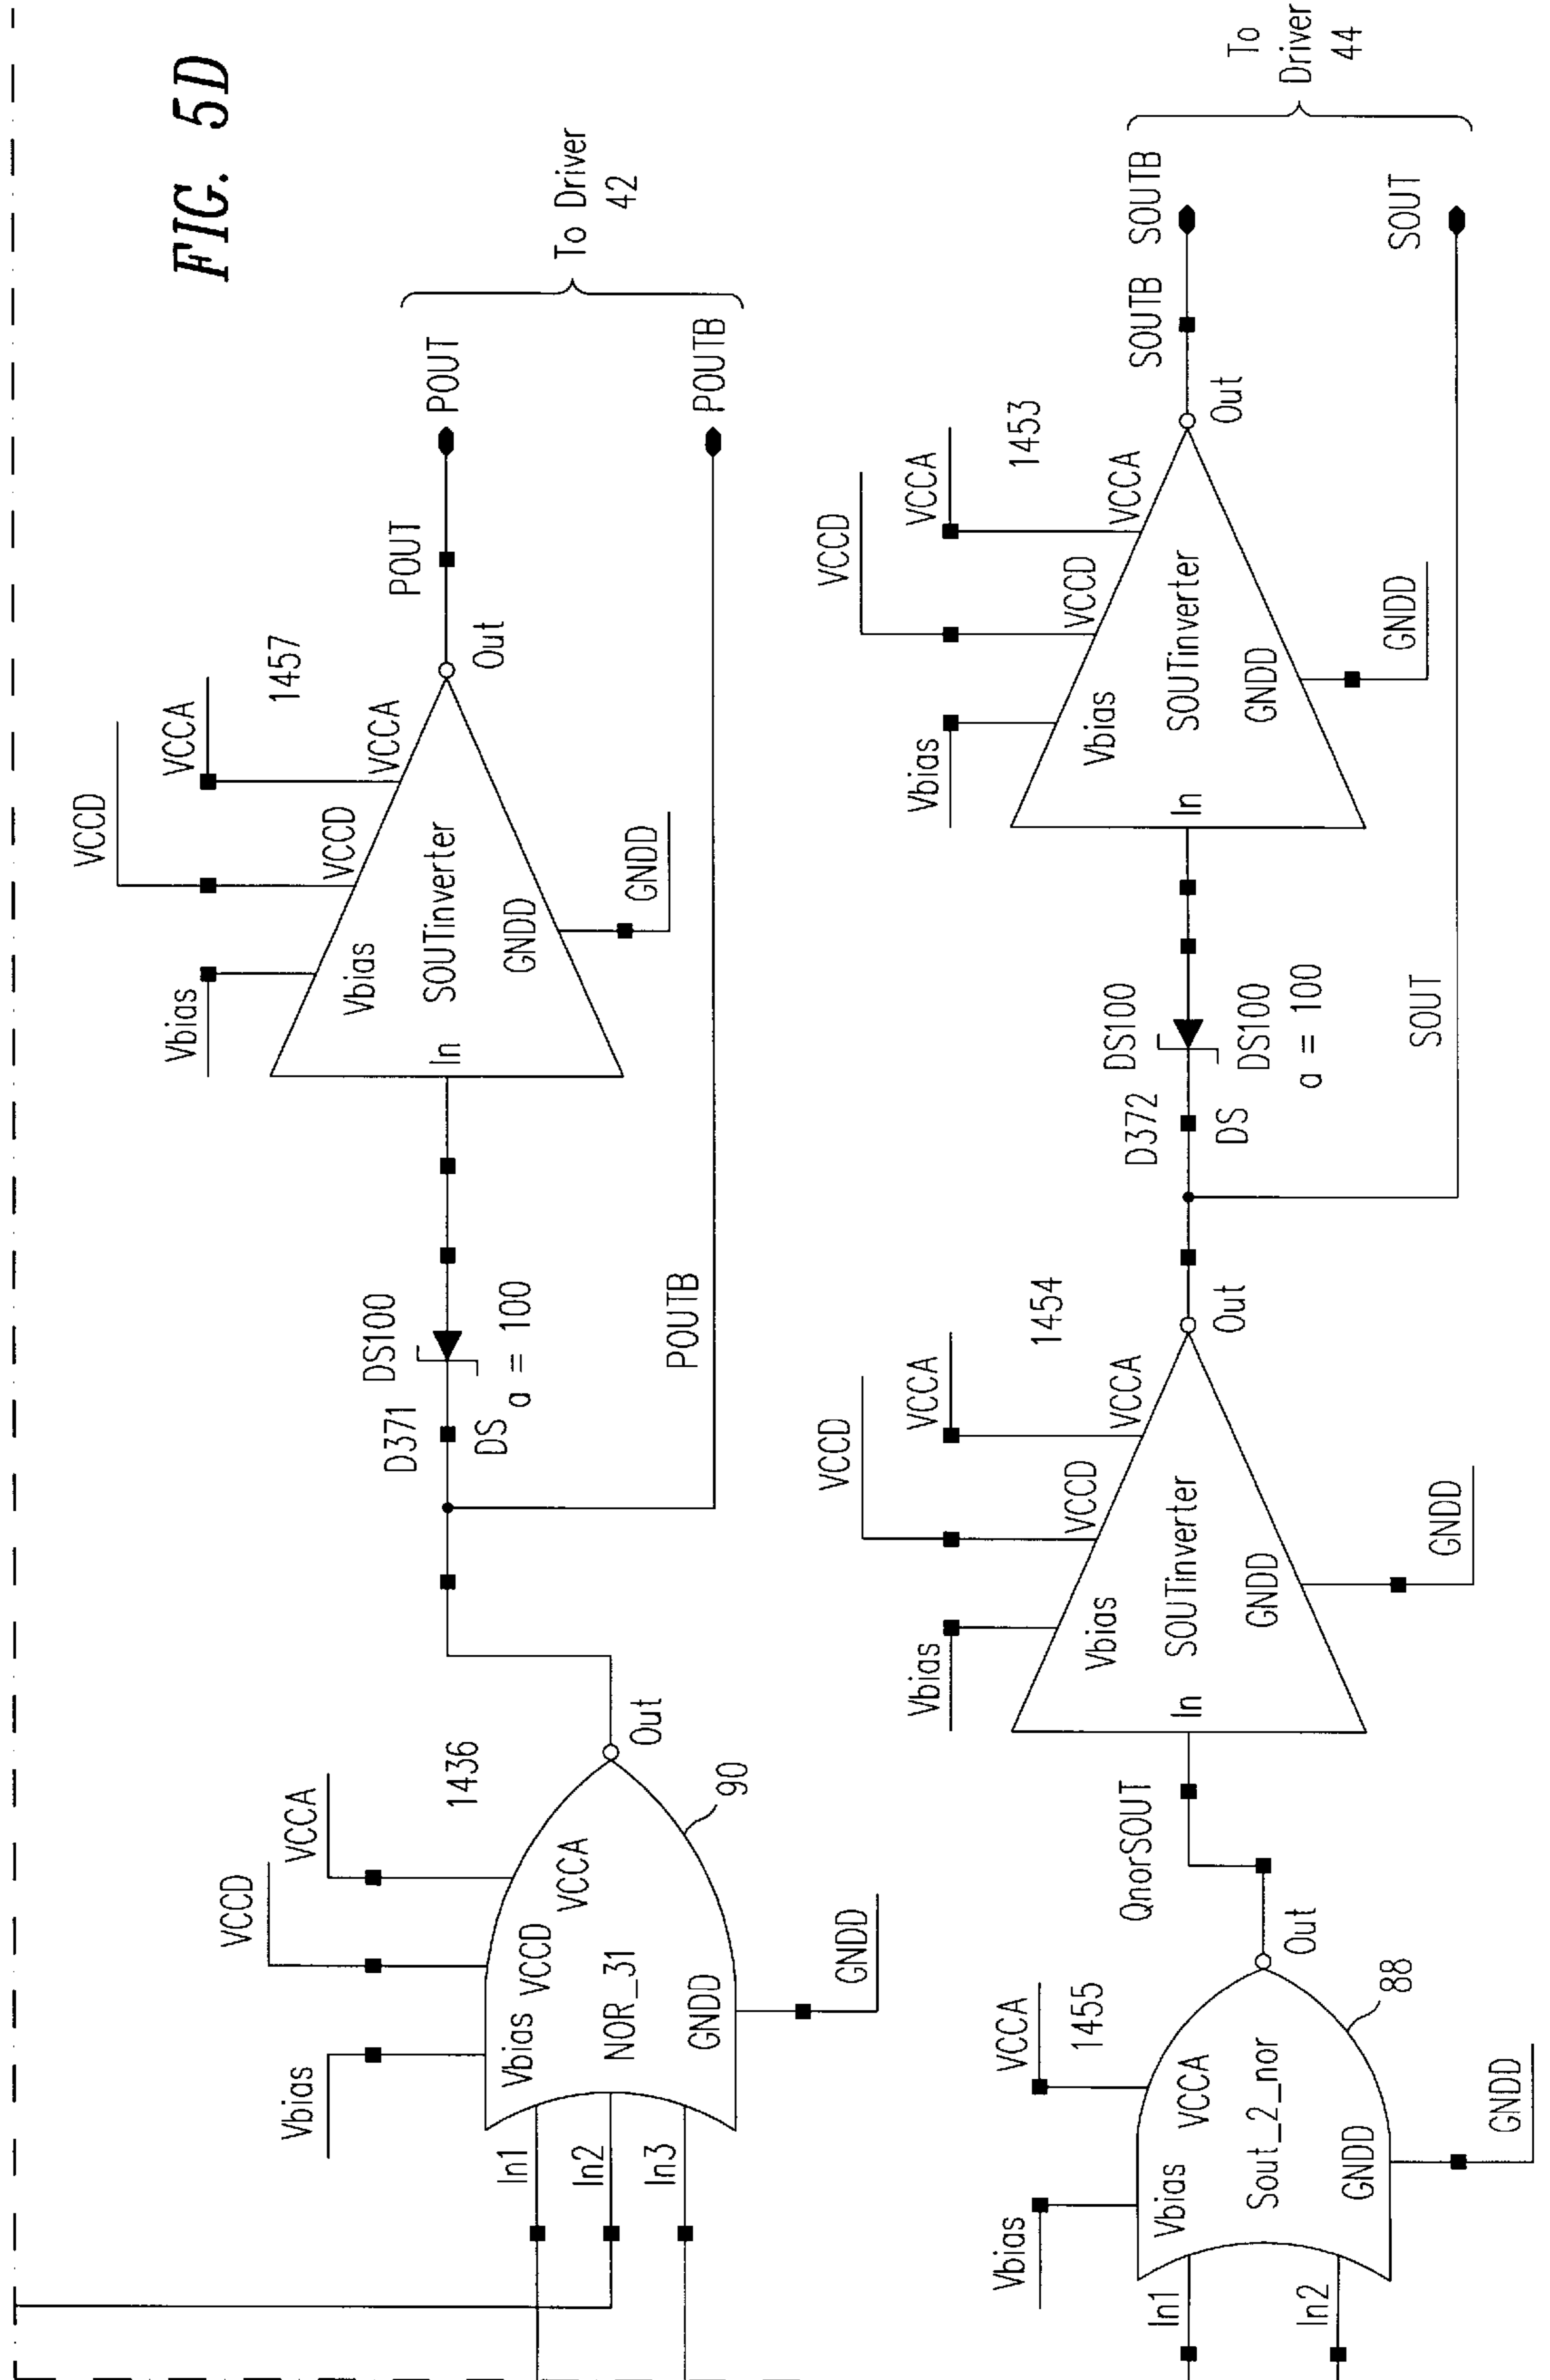 FIG. 5D
VCCD
VCCA
Vbias
1457
Vbias
VCCD
VCCA
In
SOUTinverter
GNDD
Out
GNDD
POUT
POUT
POUTB
To Driver
42
VCCD
VCCA
Vbias
1436
Vbias
VCCD
VCCA
NOR_31
GNDD
Out
90
GNDD
In1
In2
In3
D371
DS100
DS
a = 100
POUTB
VCCD
VCCA
Vbias
1453
Vbias
VCCD
VCCA
In
SOUTinverter
GNDD
Out
GNDD
SOUTB
SOUTB
SOUT
To
Driver
44
D372
DS100
DS
DS100
a = 100
SOUT
VCCD
VCCA
Vbias
1454
Vbias
VCCD
VCCA
In
SOUTinverter
GNDD
Out
GNDD
QnorSOUT
VCCA
Vbias
1455
Vbias
VCCA
Sout_2_nor
GNDD
Out
88
GNDD
In1
In2